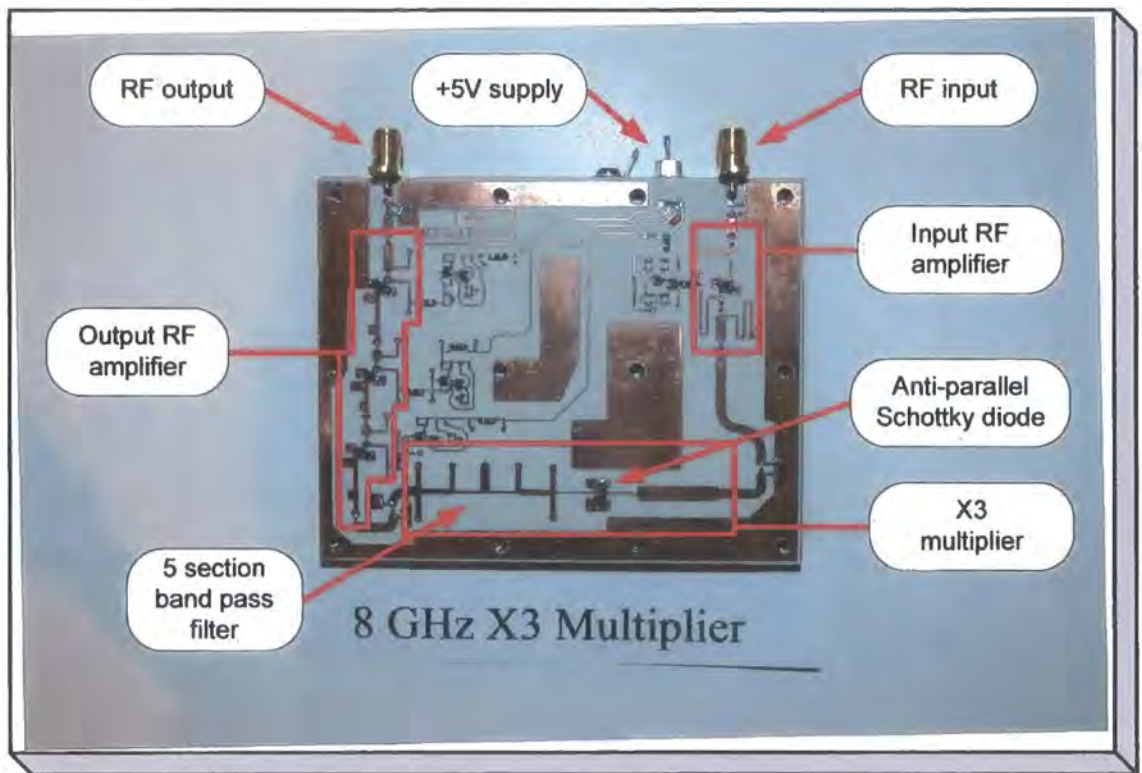 RF output
+5V supply
RF input
Input RF
amplifier
Output RF
amplifier
Anti-parallel
Schottky diode
X3
multiplier
5 section
band pass
filter
8 GHz X3 Multiplier